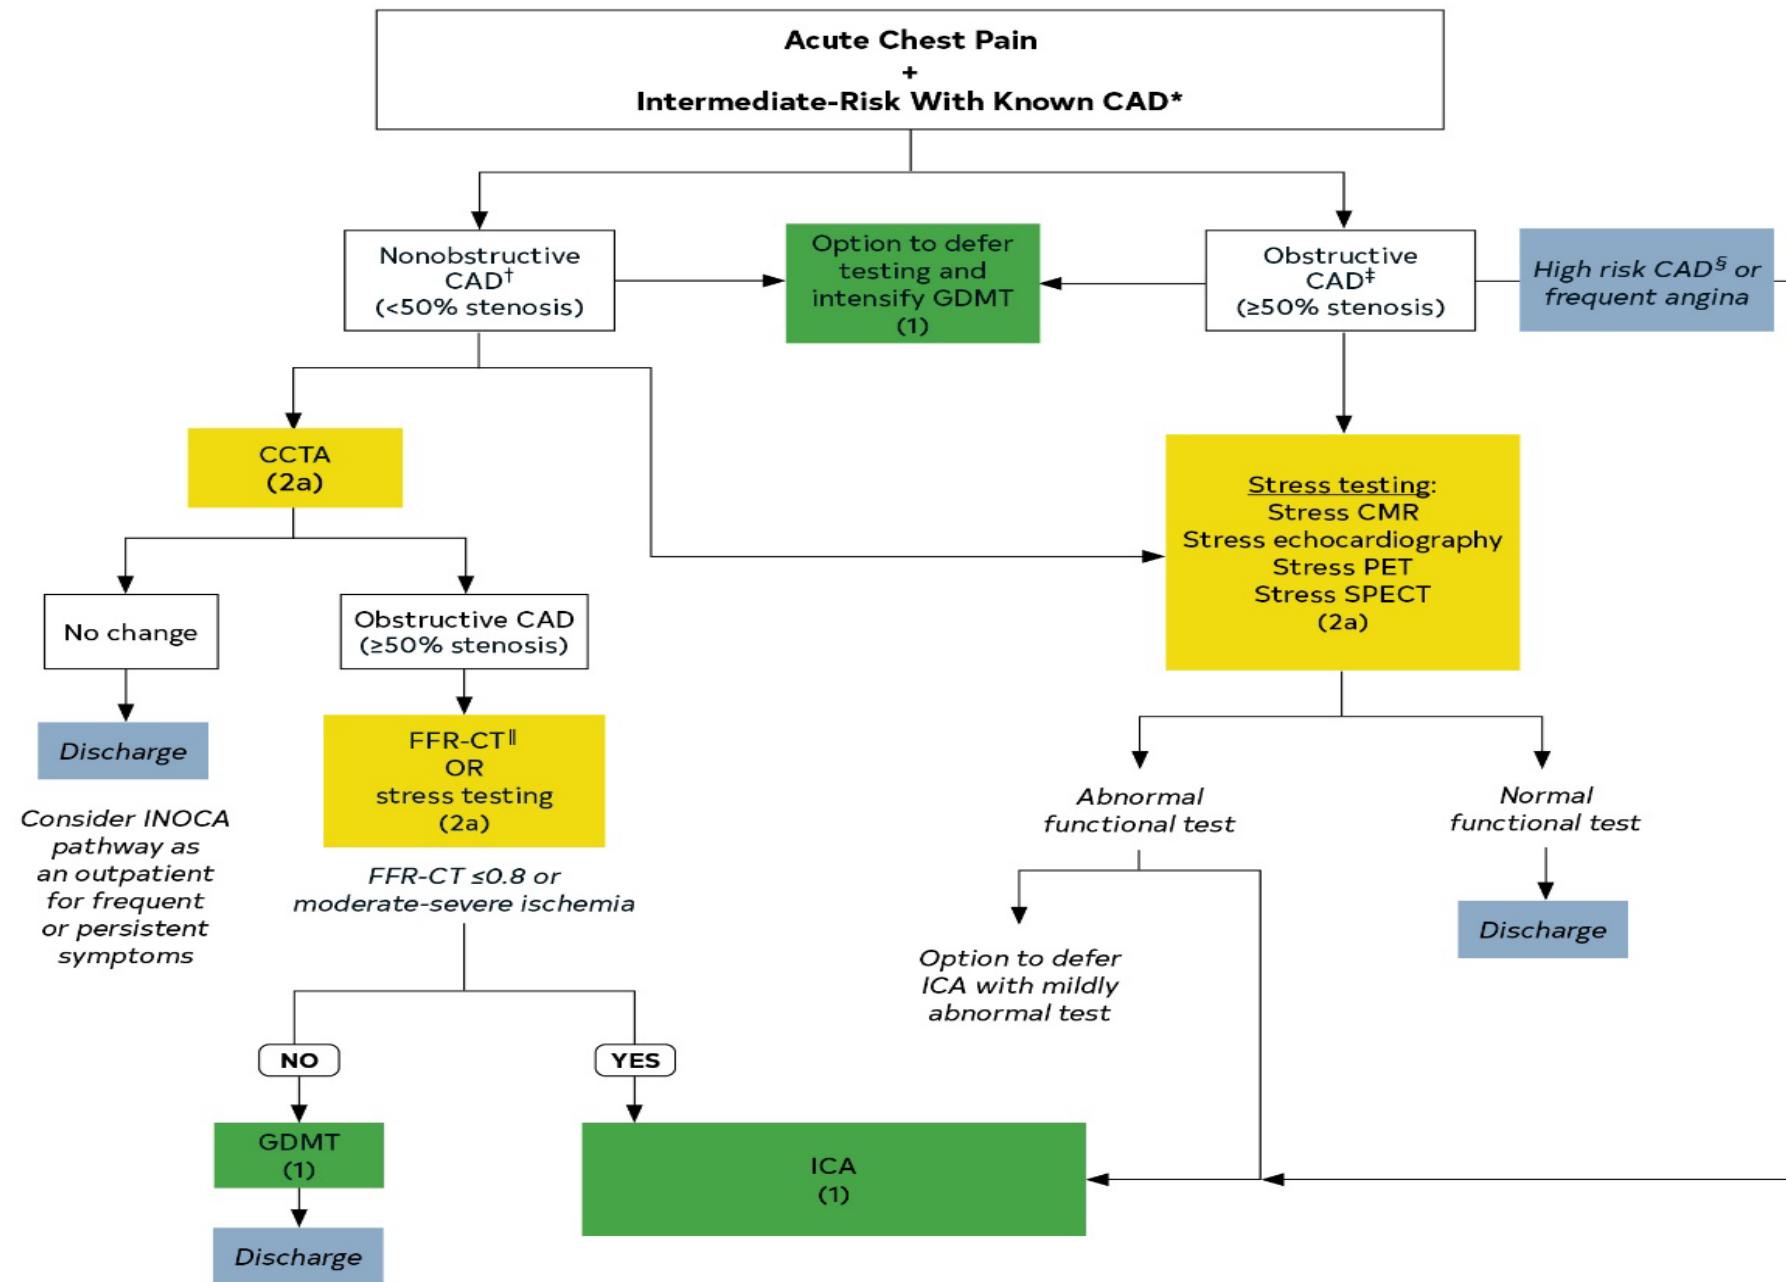 Acute Chest Pain
+
Intermediate-Risk With Known CAD*
Nonobstructive
CAD†
(<50% stenosis)
Option to defer
testing and
intensify GDMT
(1)
Obstructive
CAD‡
(≥50% stenosis)
High risk CAD§ or
frequent angina
CCTA
(2a)
Stress testing:
Stress CMR
Stress echocardiography
Stress PET
Stress SPECT
(2a)
No change
Obstructive CAD
(≥50% stenosis)
Discharge
Consider INOCA
pathway as
an outpatient
for frequent
or persistent
symptoms
FFR-CT‖
OR
stress testing
(2a)
FFR-CT ≤0.8 or
moderate-severe ischemia
Abnormal
functional test
Normal
functional test
Option to defer
ICA with mildly
abnormal test
Discharge
NO
YES
GDMT
(1)
ICA
(1)
Discharge